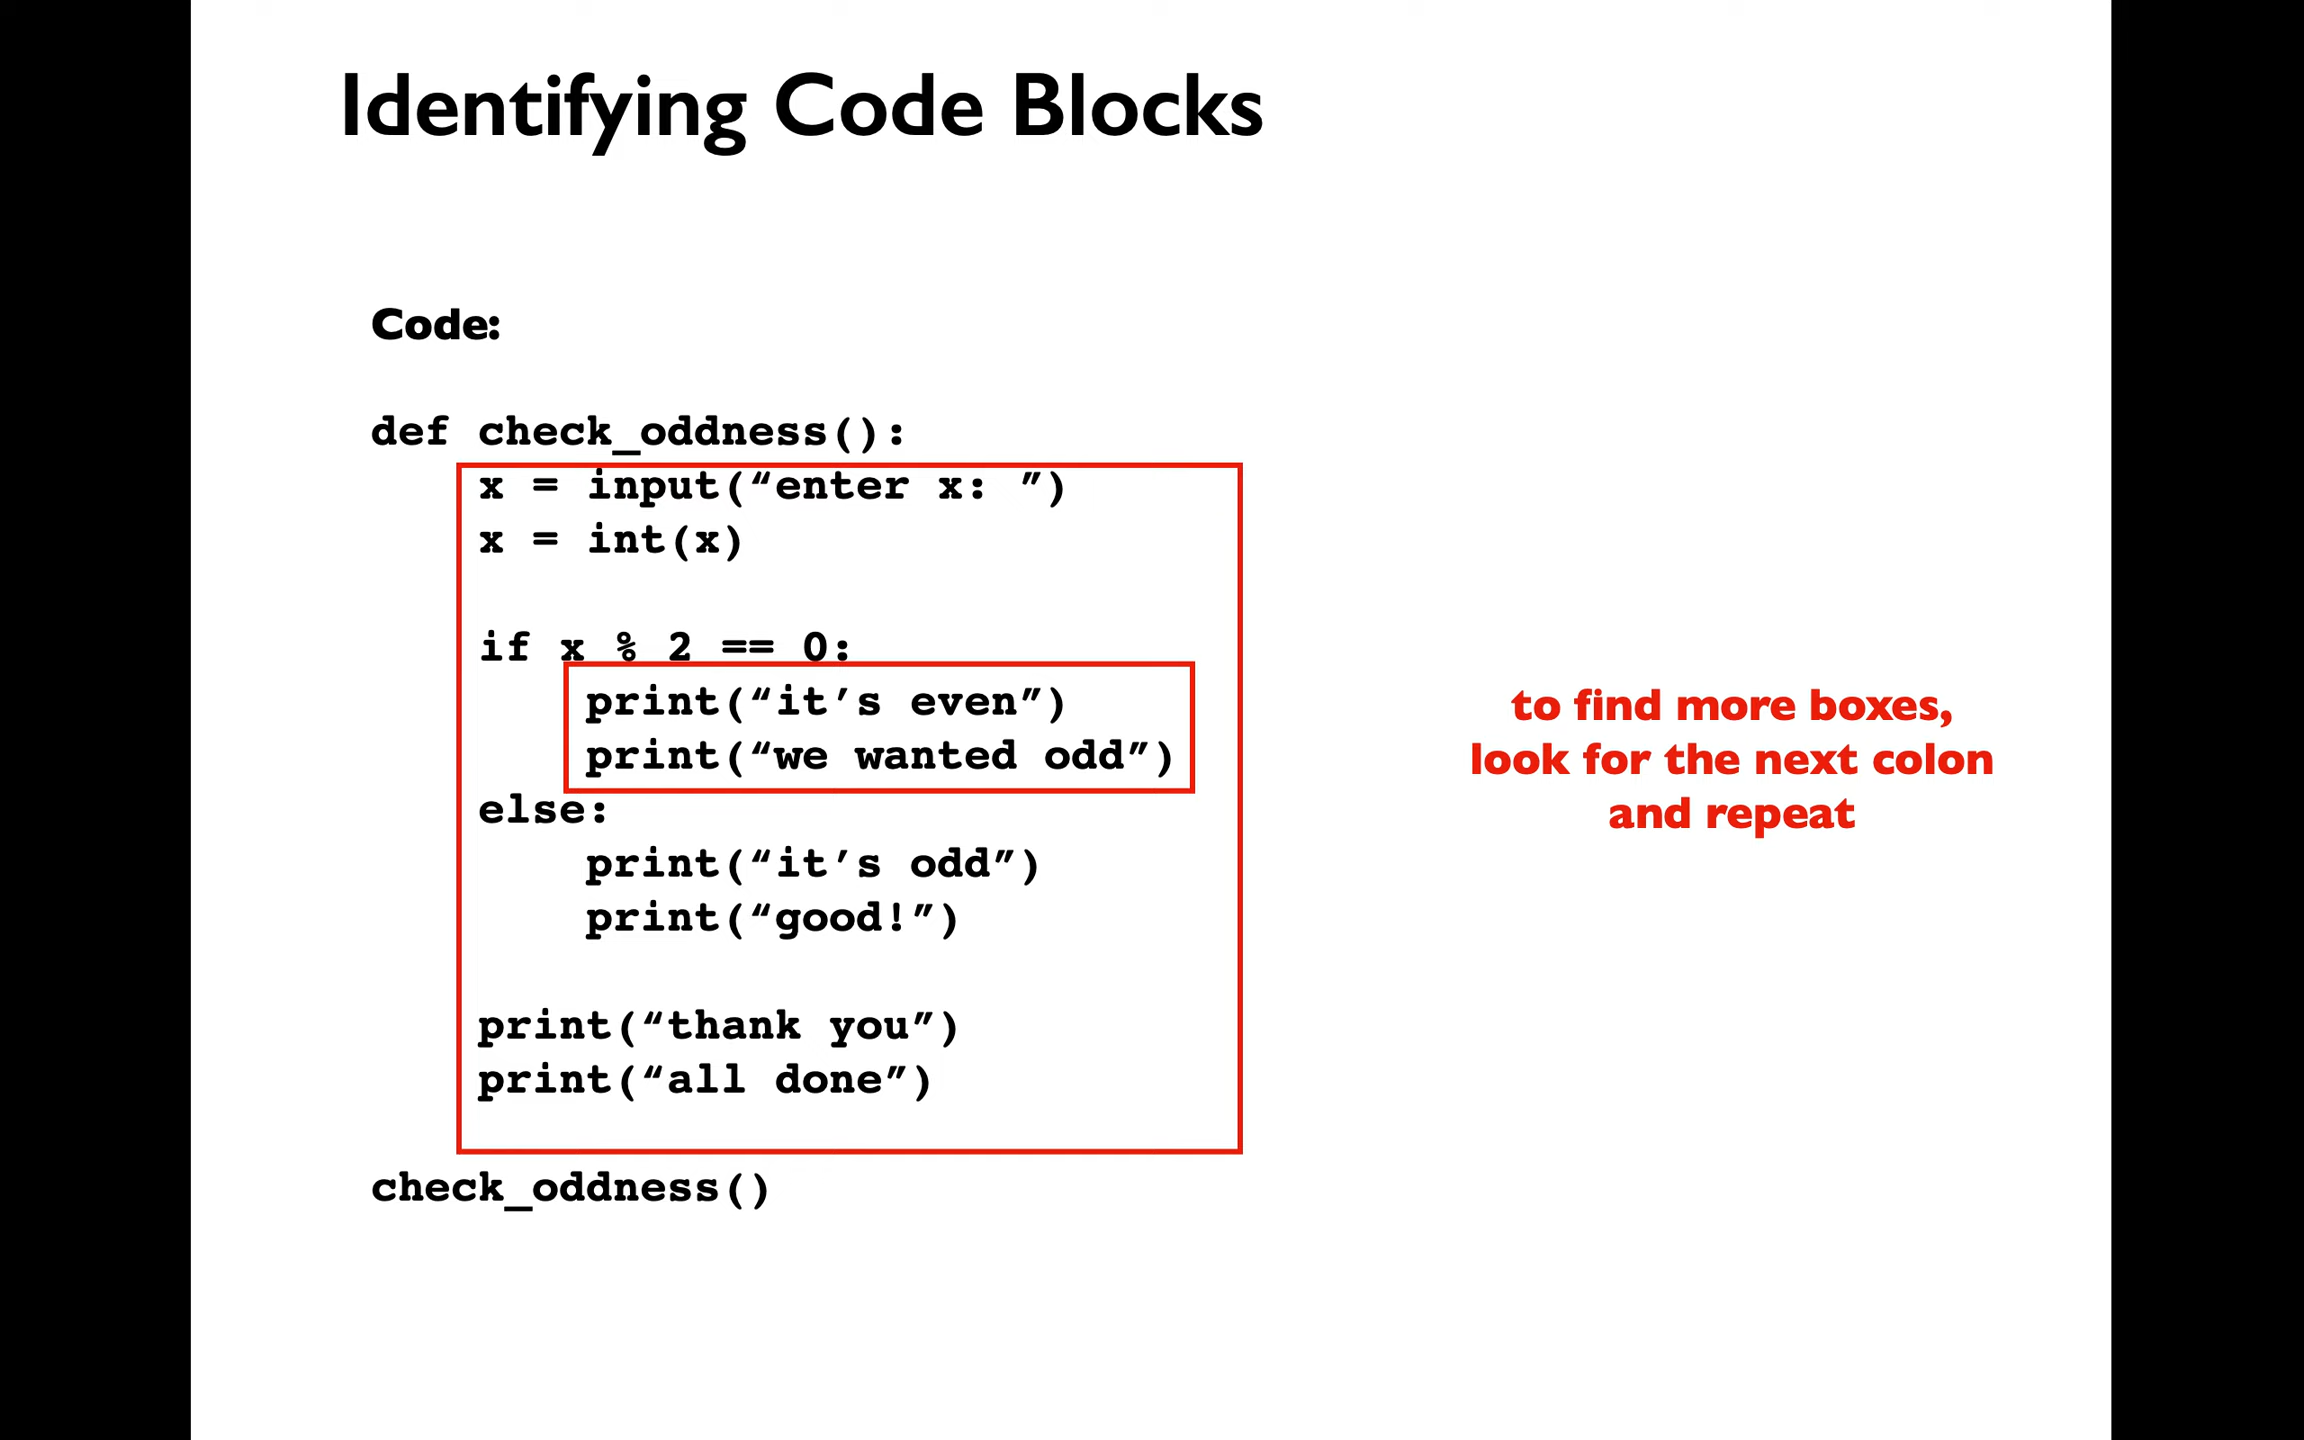 Identifying Code Blocks
Code:
def check_oddness():
    x = input(“enter x: ”)
    x = int(x)
    if x % 2 == 0:
        print(“it’s even”)
        print(“we wanted odd”)
    else:
        print(“it’s odd”)
        print(“good!”)
    print(“thank you”)
    print(“all done”)
check_oddness()
to find more boxes,
look for the next colon
and repeat